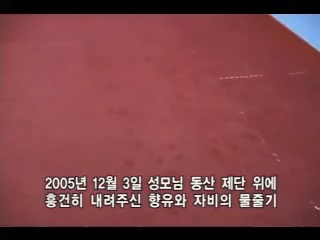 2005년 12월 3일 성모님 동산 제단 위에
흥건히 내려주신 향유와 자비의 물줄기